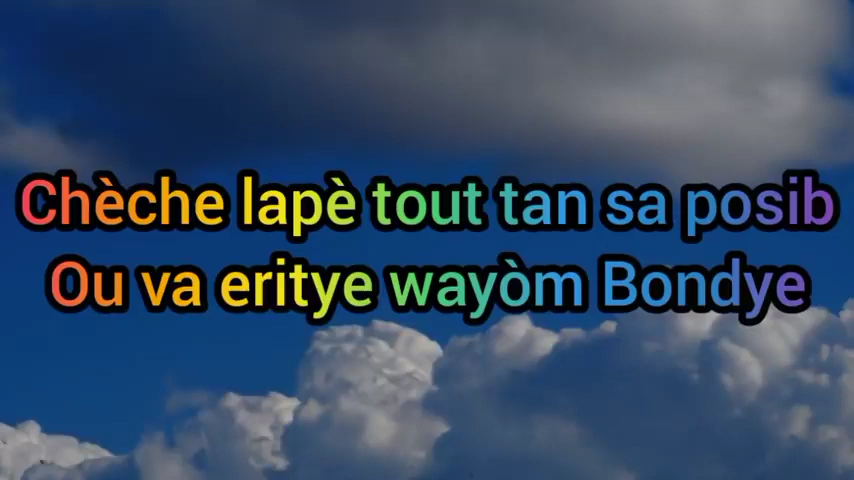 Chèche lapè tout tan sa posib
Ou va eritye wayòm Bondye